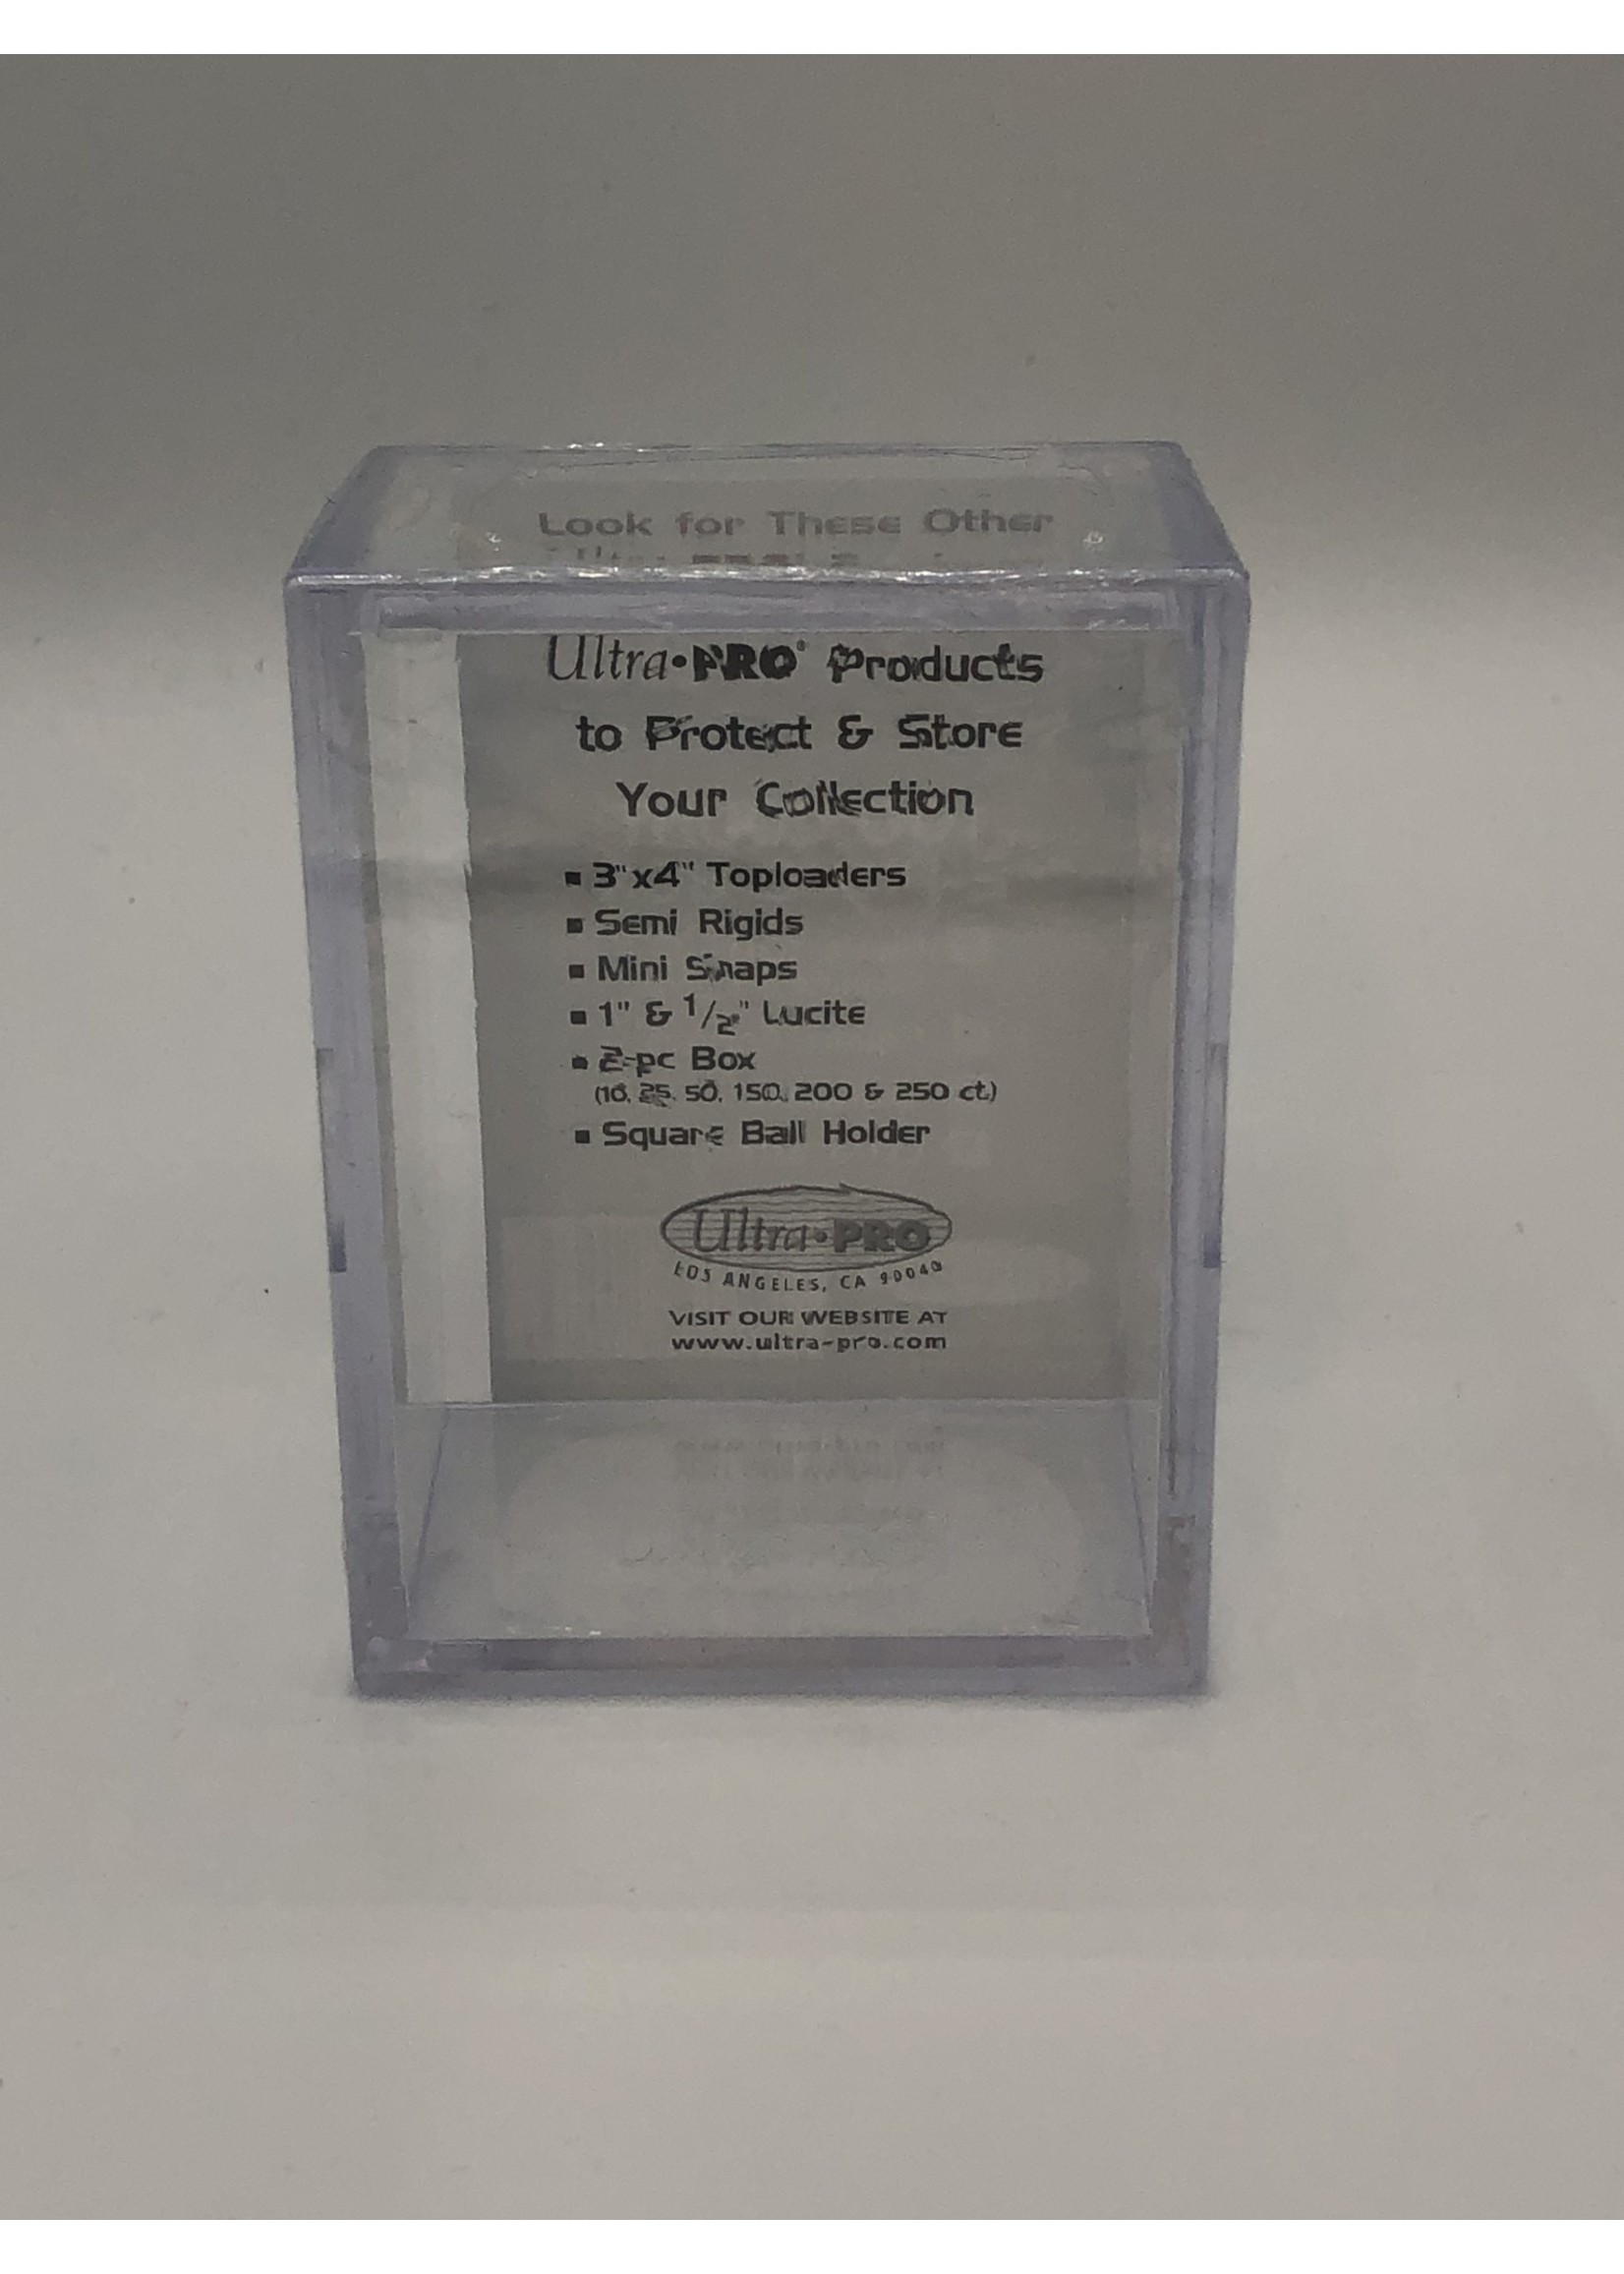 Look for These Other
Ultra•PRO® Products
to Protect & Store
Your Collection
▪ 3"x4" Toploaders
▪ Semi Rigids
▪ Mini Snaps
▪ 1" & 1/2" Lucite
▪ 2-pc Box
(10, 25, 50, 150, 200 & 250 ct.)
▪ Square Ball Holder
Ultra•PRO
LOS ANGELES, CA 90040
VISIT OUR WEBSITE AT
www.ultra-pro.com